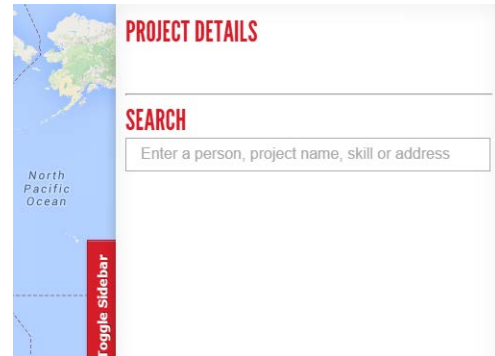 PROJECT DETAILS
SEARCH
Enter a person, project name, skill or address
North
Pacific
Ocean
Toggle Sidebar